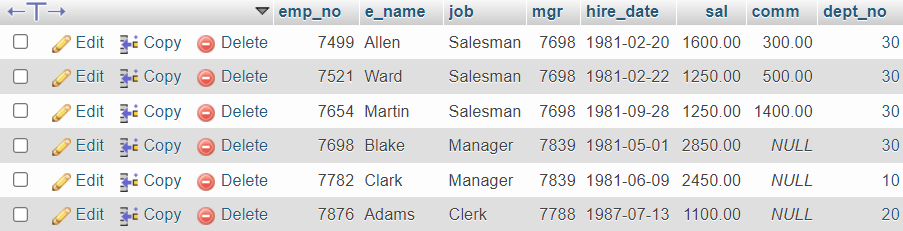 emp_no e_name job mgr hire_date sal comm dept_no
Edit Copy Delete 7499 Allen Salesman 7698 1981-02-20 1600.00 300.00 30
Edit Copy Delete 7521 Ward Salesman 7698 1981-02-22 1250.00 500.00 30
Edit Copy Delete 7654 Martin Salesman 7698 1981-09-28 1250.00 1400.00 30
Edit Copy Delete 7698 Blake Manager 7839 1981-05-01 2850.00 NULL 30
Edit Copy Delete 7782 Clark Manager 7839 1981-06-09 2450.00 NULL 10
Edit Copy Delete 7876 Adams Clerk 7788 1987-07-13 1100.00 NULL 20